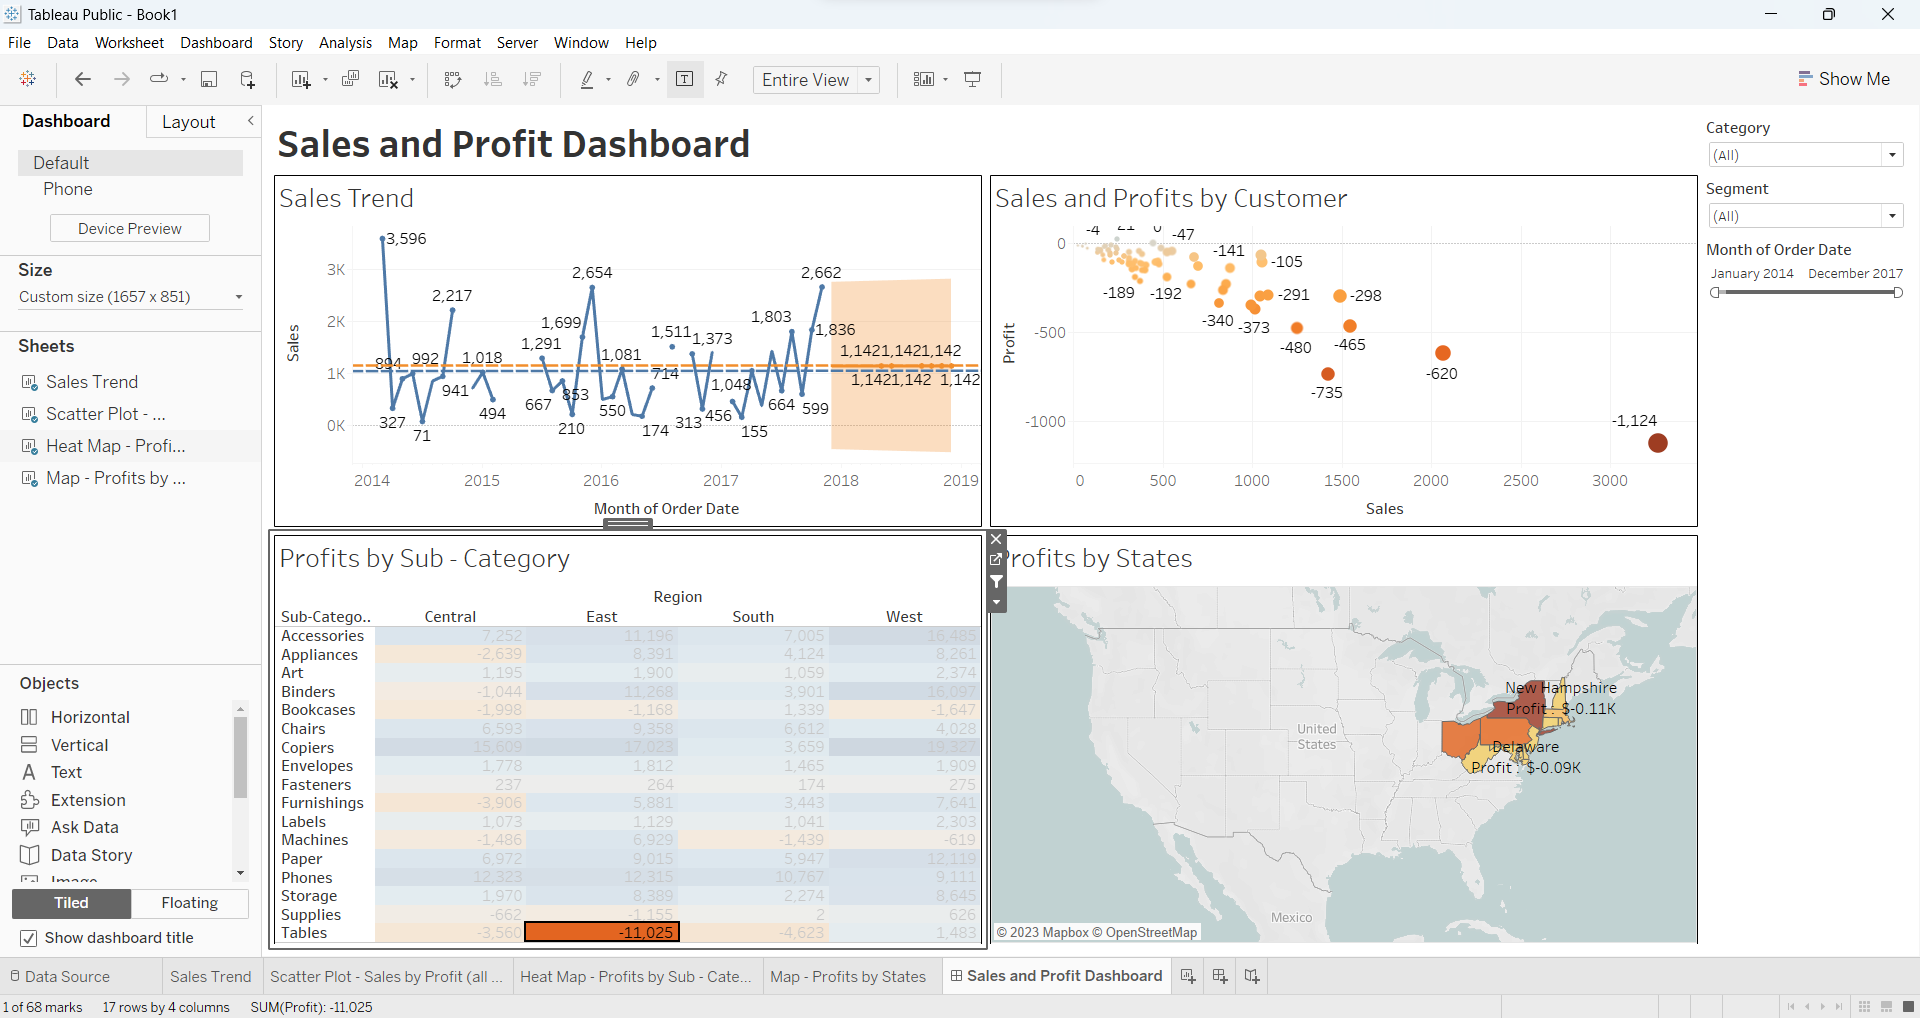 Tableau Public - Book1
File Data Worksheet Dashboard Story Analysis Map Format Server Window Help
Entire View
Show Me
Dashboard Layout
Default
Phone
Device Preview
Size
Custom size (1657 x 851)
Sheets
Sales Trend
Scatter Plot - ...
Heat Map - Profi...
Map - Profits by ...
Objects
Horizontal
Vertical
Text
Extension
Ask Data
Data Story
Tiled Floating
Show dashboard title
Sales and Profit Dashboard
Sales Trend
3,596
2,654
2,662
3K
2,217
2K
1,699
1,803
1,836
1,291
1,511
1,373
894
992
1,018
1,081
1,142 1,142 1,142
1K
941
853
714
1,048
1,142 1,142 1,142
327
71
494
667
210
550
174
313
456
155
664
599
0K
Sales
2014 2015 2016 2017 2018 2019
Month of Order Date
Sales and Profits by Customer
-4 21 0 -47
0
-141
-105
-189 -192
-291 -298
-340 -373
-500
-480 -465
-620
-735
-1000
-1,124
Profit
0 500 1000 1500 2000 2500 3000
Sales
Category
(All)
Segment
(All)
Month of Order Date
January 2014 December 2017
Profits by Sub - Category
Region
Sub-Catego.. Central East South West
Accessories 7,252 11,196 7,005 16,485
Appliances -2,639 8,391 4,124 8,261
Art 1,195 1,900 1,059 2,374
Binders -1,044 11,268 3,901 16,097
Bookcases -1,998 -1,168 1,339 -1,647
Chairs 6,593 9,358 6,612 4,028
Copiers 15,609 17,023 3,659 19,327
Envelopes 1,778 1,812 1,465 1,909
Fasteners 237 264 174 275
Furnishings -3,906 5,881 3,443 7,641
Labels 1,073 1,129 1,041 2,303
Machines -1,486 6,929 -1,439 -619
Paper 6,972 9,015 5,947 12,119
Phones 12,323 12,315 10,767 9,111
Storage 1,970 8,389 2,274 8,645
Supplies -662 -1,155 2 626
Tables -3,560 -11,025 -4,623 1,483
Profits by States
New Hampshire
Profit : $-0.11K
United
States
Delaware
Profit : $-0.09K
Mexico
© 2023 Mapbox © OpenStreetMap
Data Source
Sales Trend
Scatter Plot - Sales by Profit (all ...
Heat Map - Profits by Sub - Cate...
Map - Profits by States
Sales and Profit Dashboard
1 of 68 marks 17 rows by 4 columns SUM(Profit): -11,025